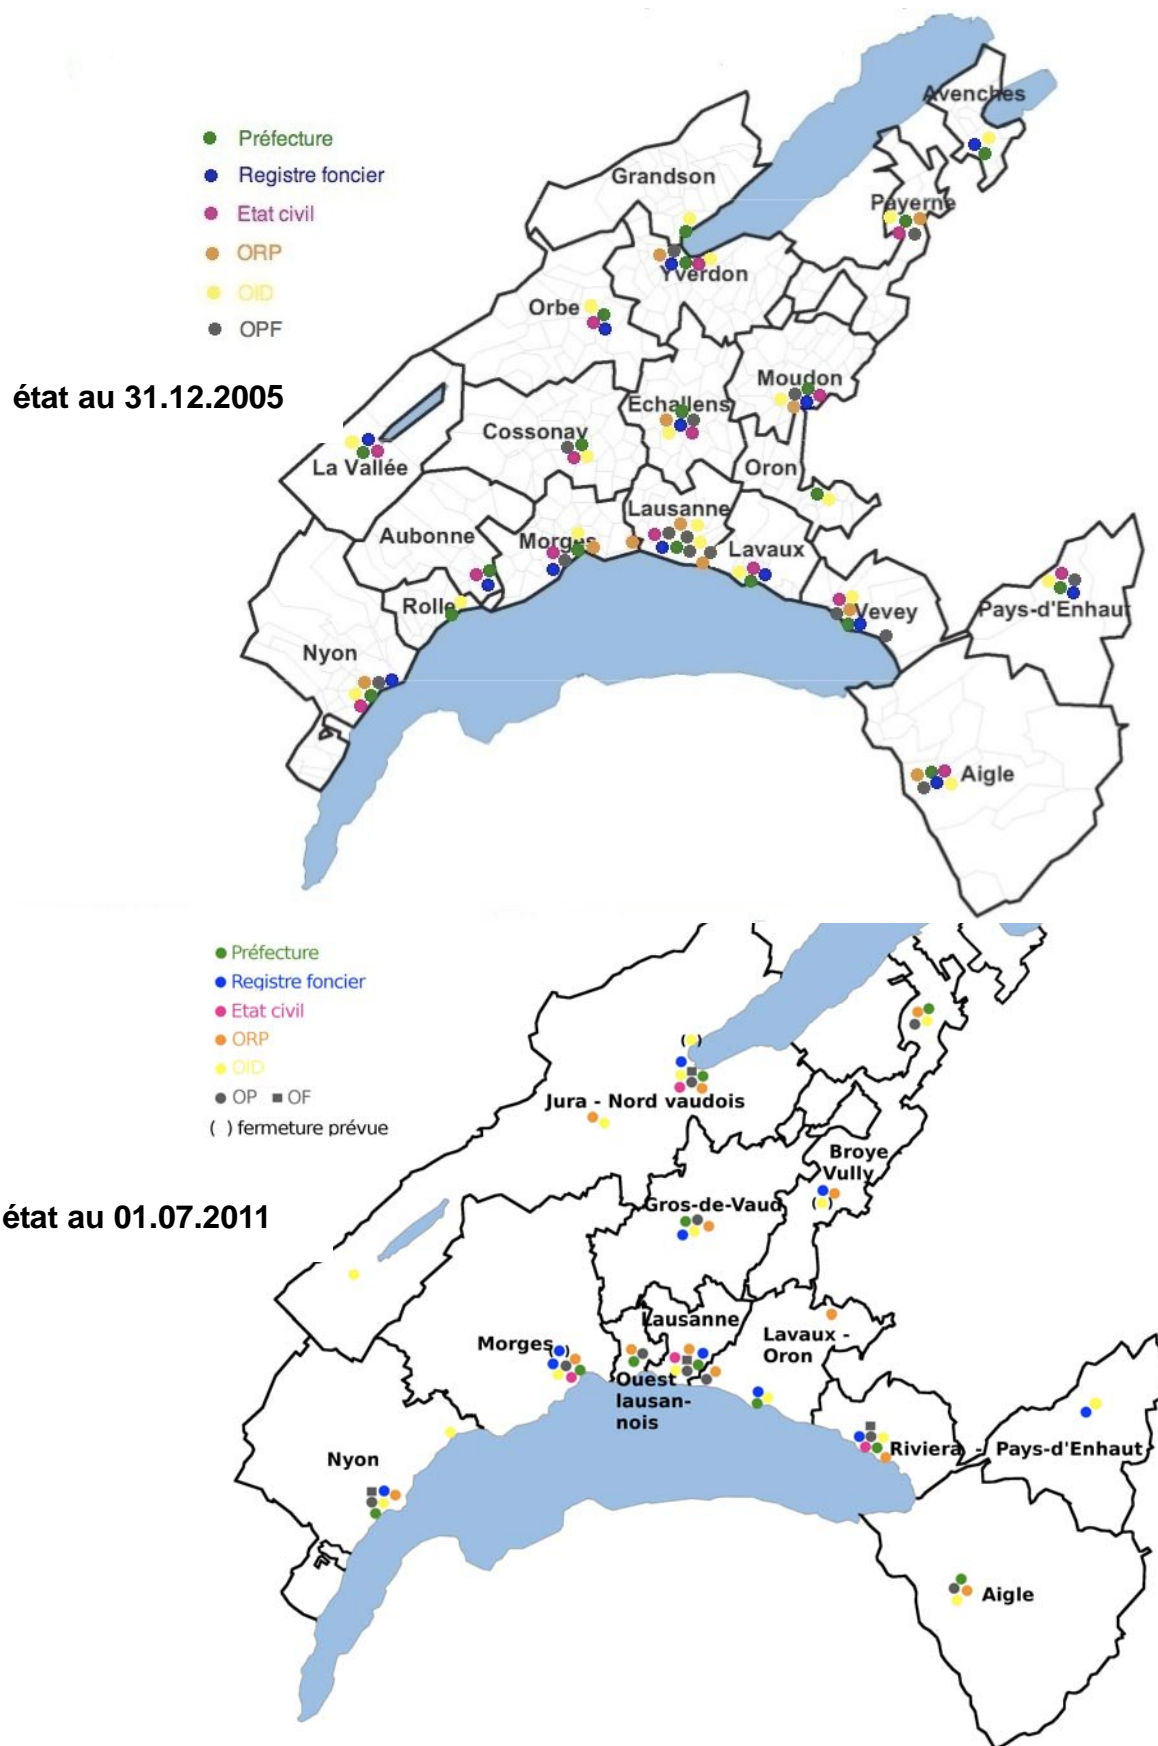 Avenches
Préfecture
Registre foncier
Grandson
Etat civil
Payerne
ORP
Yverdon
OID
Orbe
OPF
Moudon
état au 31.12.2005
Echallens
Cossonay
La Vallée
Oron
Lausanne
Aubonne
Morges
Lavaux
Rolle
Vevey
Pays-d'Enhaut
Nyon
Aigle
Préfecture
Registre foncier
Etat civil
ORP
OID
OP OF
( ) fermeture prévue
( )
Jura - Nord vaudois
Broye
Vully
( )
Gros-de-Vaud
état au 01.07.2011
Lausanne
Lavaux -
Oron
Morges
( )
Ouest
lausan-
nois
Riviera - Pays-d'Enhaut
Nyon
Aigle